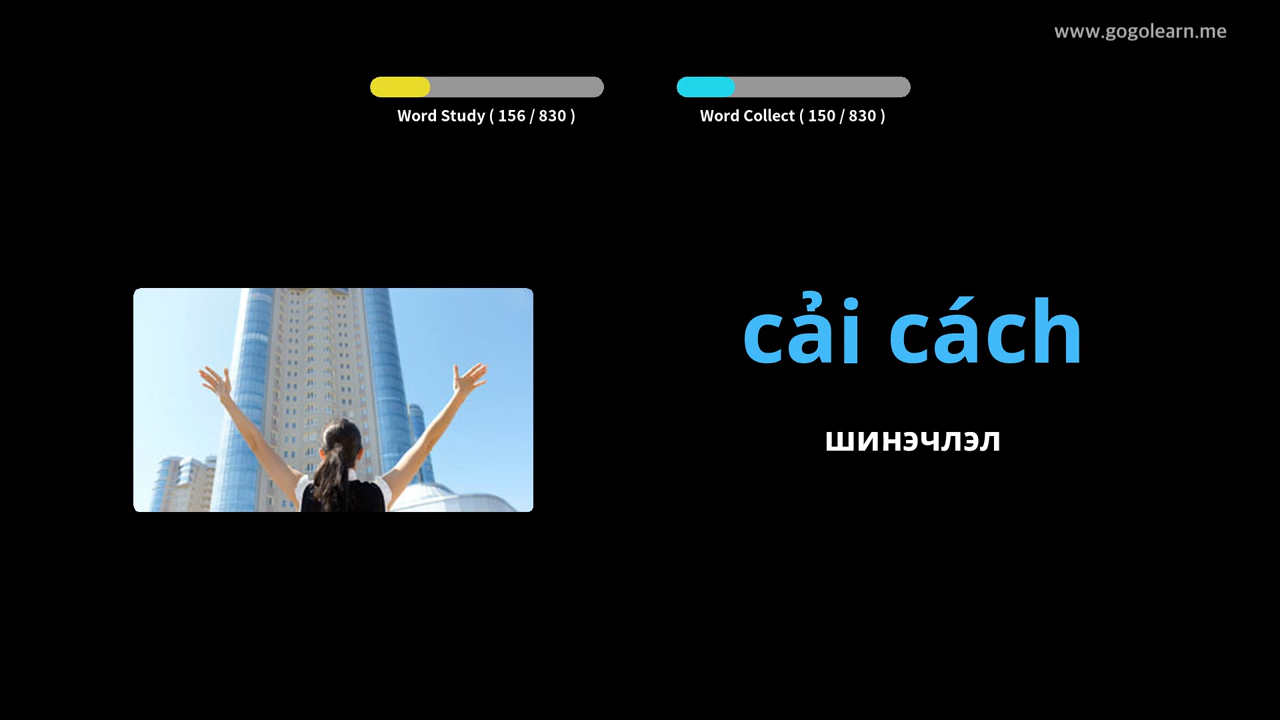 www.gogolearn.me
Word Study ( 156 / 830 )
Word Collect ( 150 / 830 )
cải cách
шинэчлэл